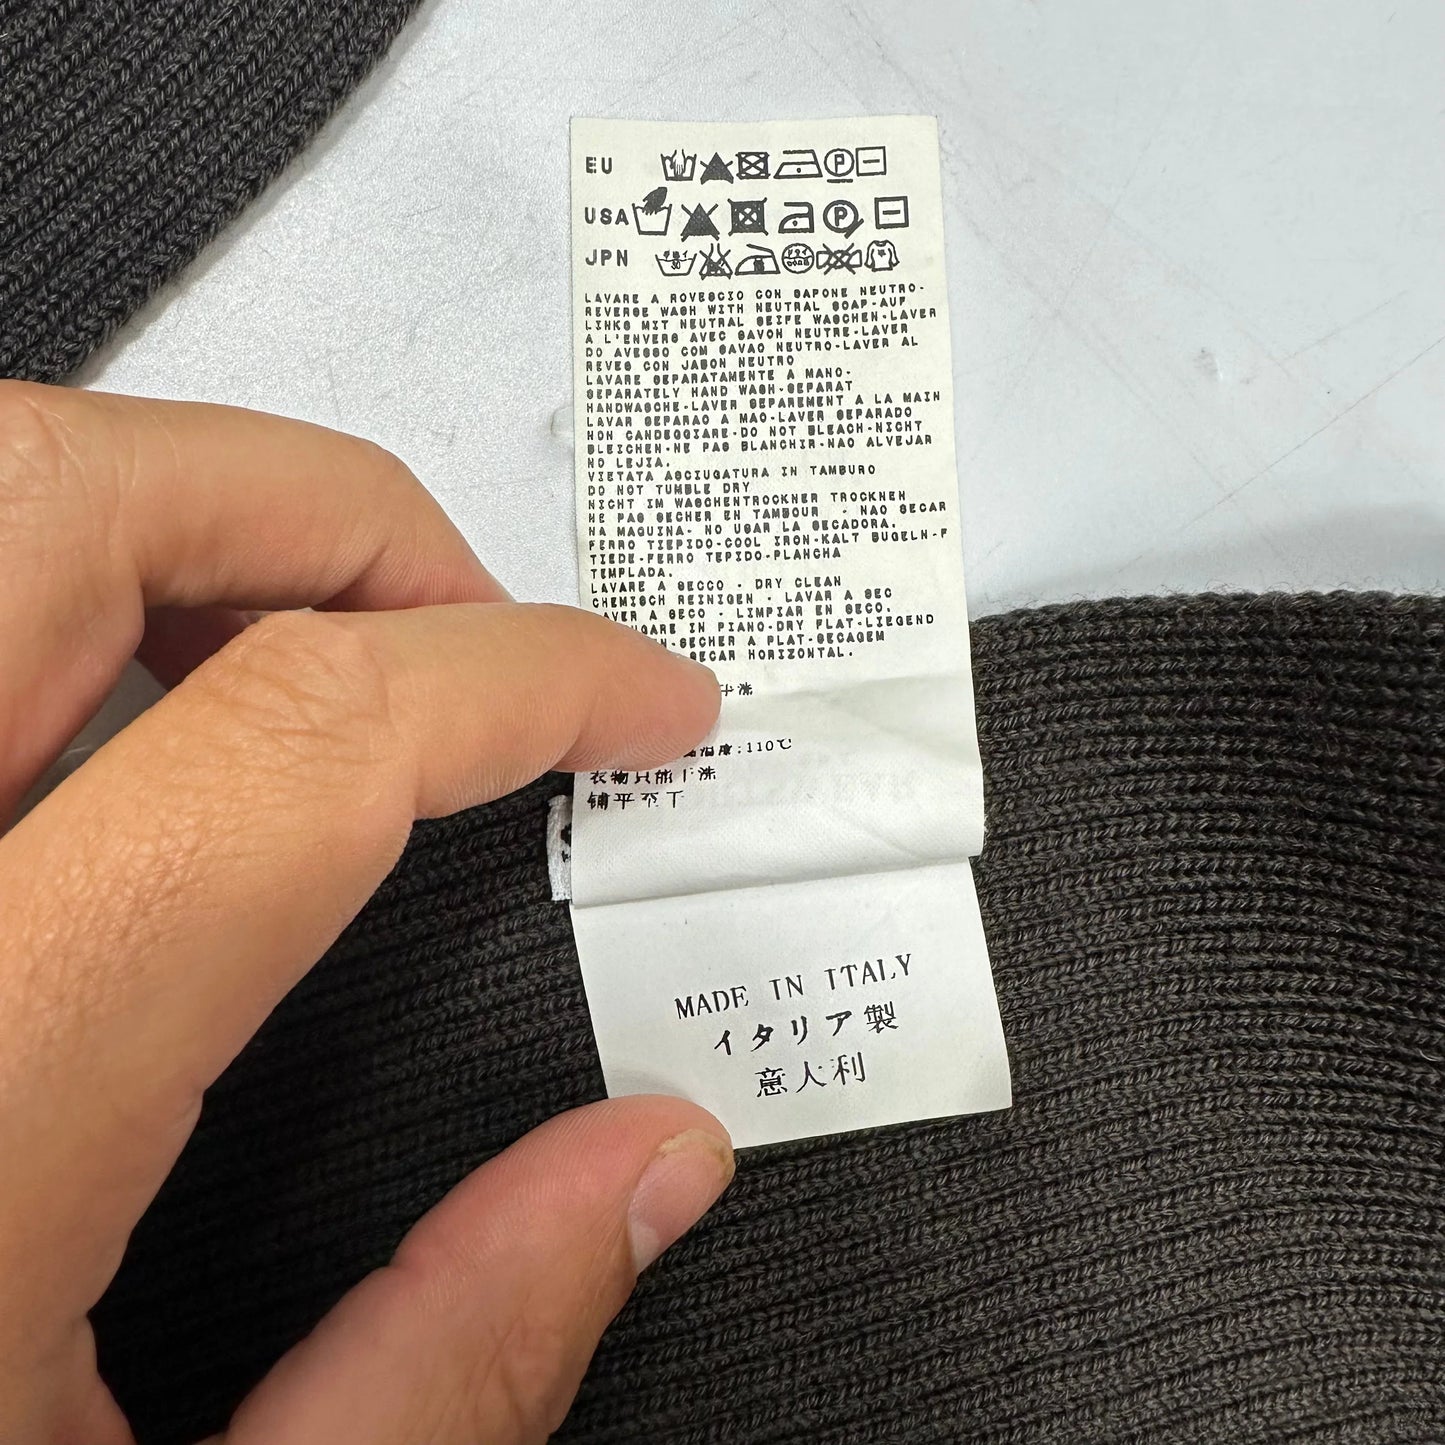 EU
USA
JPN
LAVARE A ROVESCIO CON SAPONE NEUTRO-
REVERSE WASH WITH NEUTRAL SOAP-AUF
LINKS MIT NEUTRAL SEIFE WASCHEN-LAVER
A L'ENVERS AVEC SAVON NEUTRE-LAVER
DO AVESSO COM SAVAO NEUTRO-LAVER AL
REVES CON JABON NEUTRO
LAVARE SEPARATAMENTE A MANO-
SEPARATELY HAND WASH-SEPARAT
HANDWASCHE-LAVER SEPAREMENT A LA MAIN
LAVAR SEPARAO A MAO-LAVER SEPARADO
NON CANDEGGIARE-DO NOT BLEACH-NIGHT
BLEICHEN-NE PAS BLANCHIR-NAO ALVEJAR
NO LEJIA.
VIETATA ASCIUGATURA IN TAMBURO
DO NOT TUMBLE DRY
NICHT IM WASCHENTROCKNER TROCKNEN
NE PAS SECHER EN TAMBOUR - NAO SECAR
NA MAQUINA- NO USAR LA SECADORA.
FERRO TIEPIDO-COOL IRON-KALT BUGELN-F
TIEDE-FERRO TEPIDO-PLANCHA
TEMPLADA.
LAVARE A SECCO - DRY CLEAN
CHEMISCH REINIGEN - LAVAR A SEC
AVER A SECO - LIMPIAR EN SECO.
UGARE IN PIANO-DRY FLAT-LIEGEND
N-SECHER A PLAT-SECAGEM
SECAR HORIZONTAL.
洗
:110℃
衣物只能干洗
铺平至干
MADE IN ITALY
イタリア製
意人利